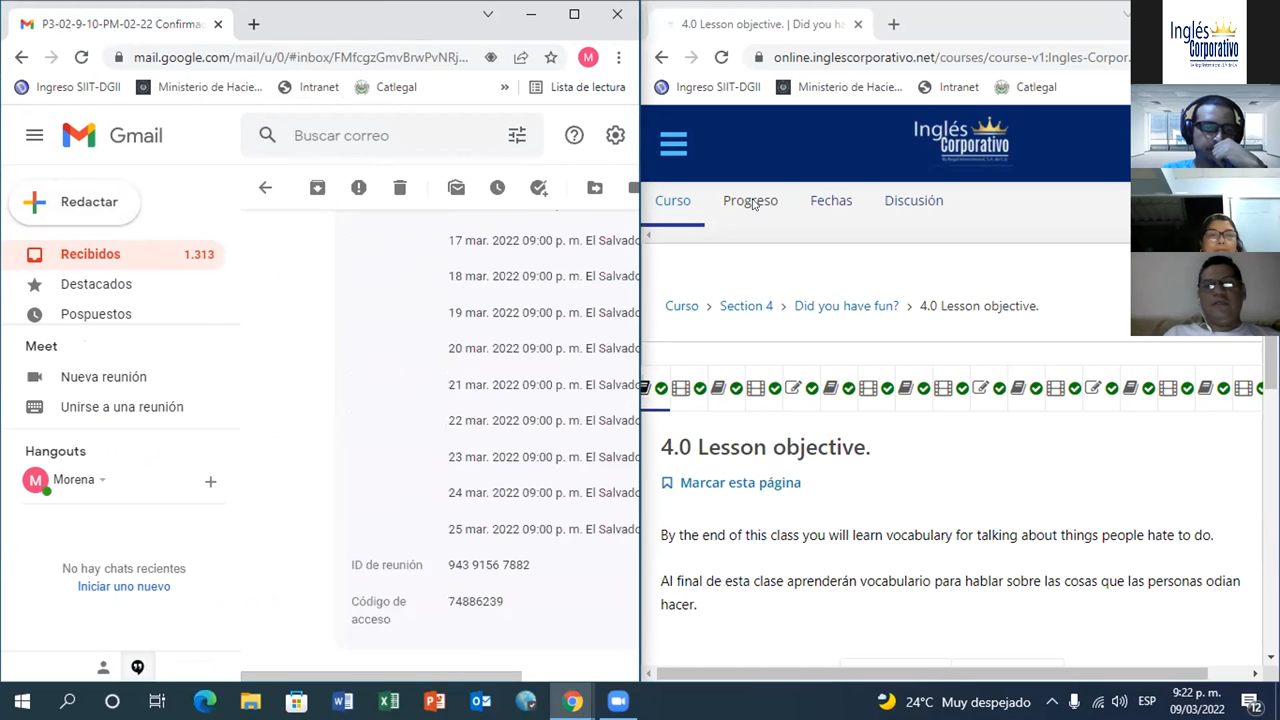 P3-02-9-10-PM-02-22 Confirmac
mail.google.com/mail/u/0/#inbox/FMfcgzGmvBrwPvNRj...
M
Ingreso SIIT-DGII
Ministerio de Hacie...
Intranet
Catlegal
»
Lista de lectura
Gmail
Buscar correo
Redactar
Recibidos
1.313
Destacados
Pospuestos
Meet
Nueva reunión
Unirse a una reunión
Hangouts
M
Morena
No hay chats recientes
Iniciar uno nuevo
17 mar. 2022 09:00 p. m. El Salvado
18 mar. 2022 09:00 p. m. El Salvado
19 mar. 2022 09:00 p. m. El Salvado
20 mar. 2022 09:00 p. m. El Salvado
21 mar. 2022 09:00 p. m. El Salvado
22 mar. 2022 09:00 p. m. El Salvado
23 mar. 2022 09:00 p. m. El Salvado
24 mar. 2022 09:00 p. m. El Salvado
25 mar. 2022 09:00 p. m. El Salvado
ID de reunión
943 9156 7882
Código de
acceso
74886239
4.0 Lesson objective. | Did you ha
online.inglescorporativo.net/courses/course-v1:Ingles-Corpor.
Ingreso SIIT-DGII
Ministerio de Hacie...
Intranet
Catlegal
Inglés
Corporativo
Curso
Progreso
Fechas
Discusión
Curso > Section 4 > Did you have fun? > 4.0 Lesson objective.
4.0 Lesson objective.
Marcar esta página
By the end of this class you will learn vocabulary for talking about things people hate to do.
Al final de esta clase aprenderán vocabulario para hablar sobre las cosas que las personas odian
hacer.
Inglés
Corporativo
24°C Muy despejado
ESP
9:22 p. m.
09/03/2022
12